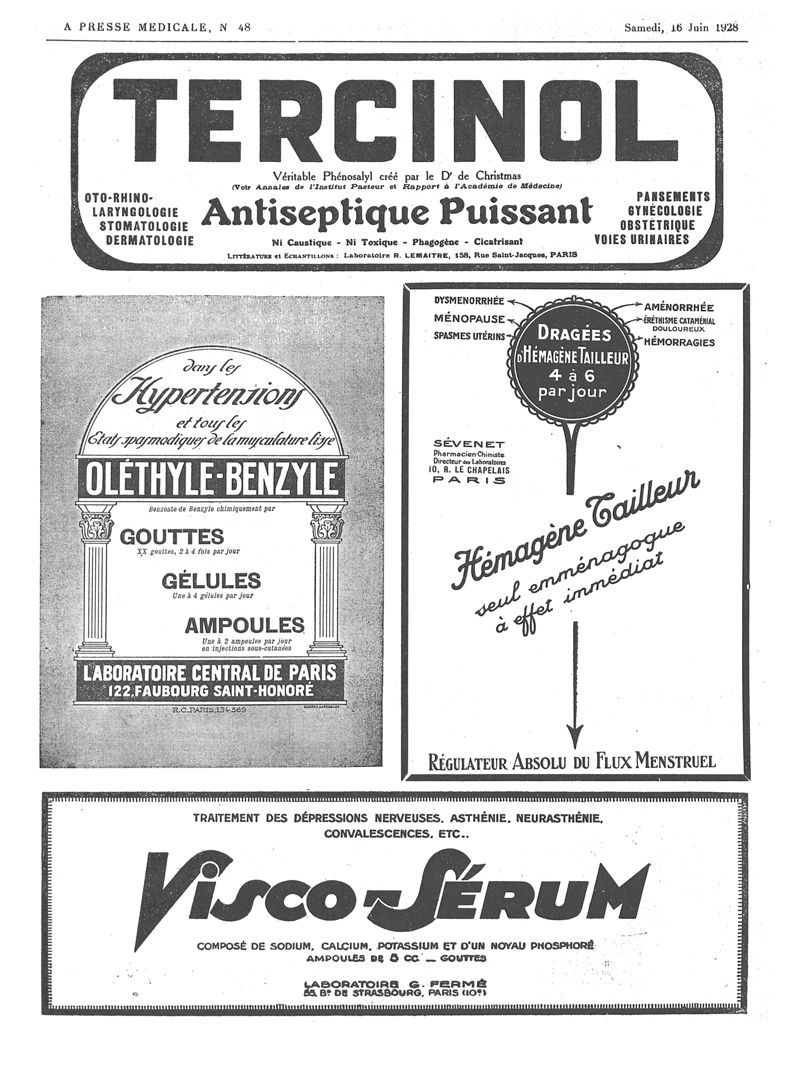 A PRESSE MEDICALE, N 48
Samedi, 16 Juin 1928
TERCINOL
Véritable Phénosalyl créé par le Dr de Christmas
(Voir Annales de l'Institut Pasteur et Rapport à l'Académie de Médecine)
OTO-RHINO-
LARYNGOLOGIE
STOMATOLOGIE
DERMATOLOGIE
Antiseptique Puissant
PANSEMENTS
GYNÉCOLOGIE
OBSTÉTRIQUE
VOIES URINAIRES
Ni Caustique - Ni Toxique - Phagogène - Cicatrisant
LITTÉRATURE et ECHANTILLONS : Laboratoire R. LEMAITRE, 158, Rue Saint-Jacques, PARIS
dans les
Hypertensions
et tous les
Etats spasmodiques de la musculature lisse
OLÉTHYLE-BENZYLE
Benzoate de Benzyle chimiquement pur
GOUTTES
XX gouttes, 2 à 4 fois par jour
GÉLULES
Une à 4 gélules par jour
AMPOULES
Une à 2 ampoules par jour
en injections sous-cutanées
LABORATOIRE CENTRAL DE PARIS
122, FAUBOURG SAINT-HONORÉ
R.C. PARIS, 134.569
DYSMENORRHÉE
MÉNOPAUSE
SPASMES UTÉRINS
DRAGÉES
D'HÉMAGÈNE TAILLEUR
4 à 6
par jour
AMÉNORRHÉE
ÉRÉTHISME CATAMÉNIAL
DOULOUREUX
HÉMORRAGIES
SÉVENET
Pharmacien-Chimiste
Directeur des Laboratoires
10, R. LE CHAPELAIS
PARIS
Hémagène Tailleur
seul emménagogue
à effet immédiat
RÉGULATEUR ABSOLU DU FLUX MENSTRUEL
TRAITEMENT DES DÉPRESSIONS NERVEUSES, ASTHÉNIE, NEURASTHÉNIE,
CONVALESCENCES, ETC..
VISCO-SÉRUM
COMPOSÉ DE SODIUM, CALCIUM, POTASSIUM ET D'UN NOYAU PHOSPHORÉ
AMPOULES DE 5 CC. _ GOUTTES
LABORATOIRE G. FERMÉ
55, Bd DE STRASBOURG, PARIS (10e)